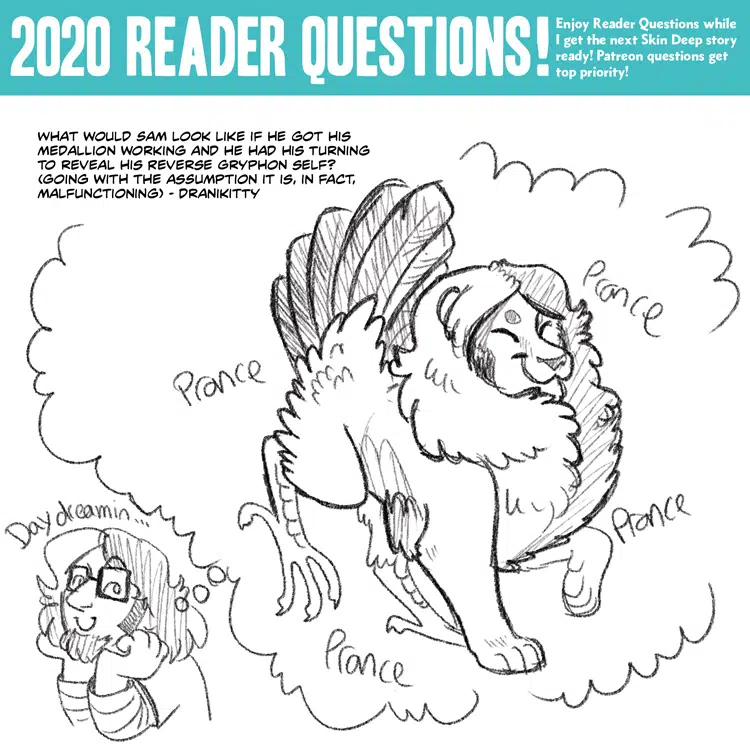 2020 READER QUESTIONS!
Enjoy Reader Questions while
I get the next Skin Deep story
ready! Patreon questions get
top priority!
WHAT WOULD SAM LOOK LIKE IF HE GOT HIS
MEDALLION WORKING AND HE HAD HIS TURNING
TO REVEAL HIS REVERSE GRYPHON SELF?
(GOING WITH THE ASSUMPTION IT IS, IN FACT,
MALFUNCTIONING) - DRANIKITTY
Prance
Prance
Prance
Daydreamin...
Prance